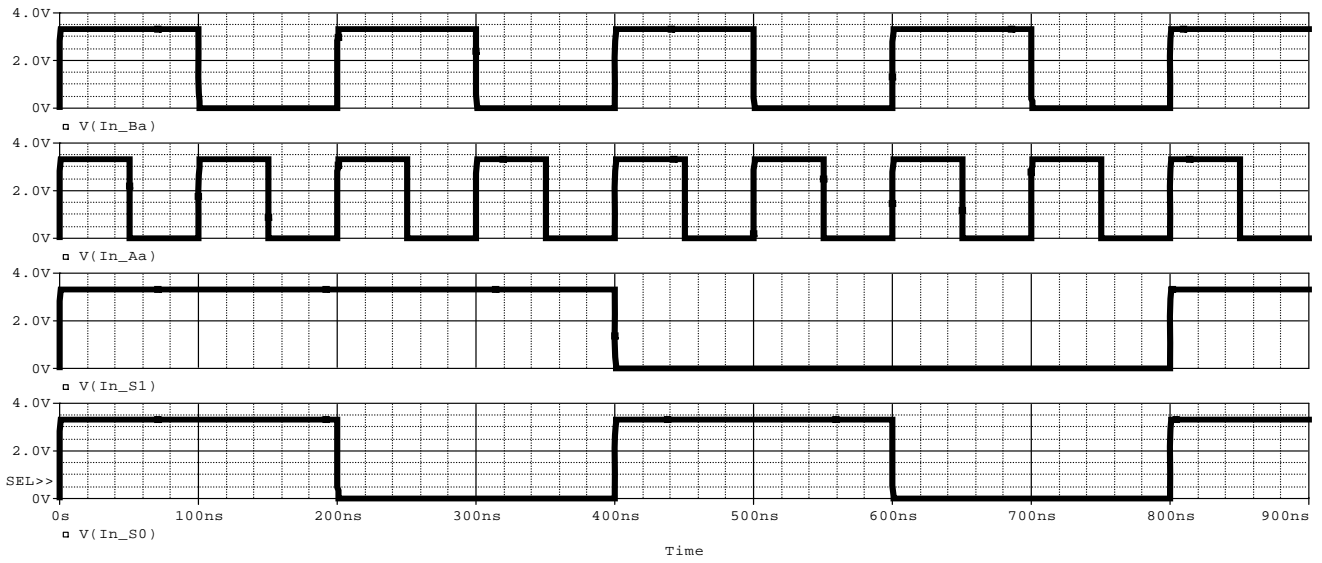 4.0V
2.0V
0V
V(In_Ba)
4.0V
2.0V
0V
V(In_Aa)
4.0V
2.0V
0V
V(In_S1)
4.0V
2.0V
SEL>>
0V
0s 100ns 200ns 300ns 400ns 500ns 600ns 700ns 800ns 900ns
V(In_S0)
Time